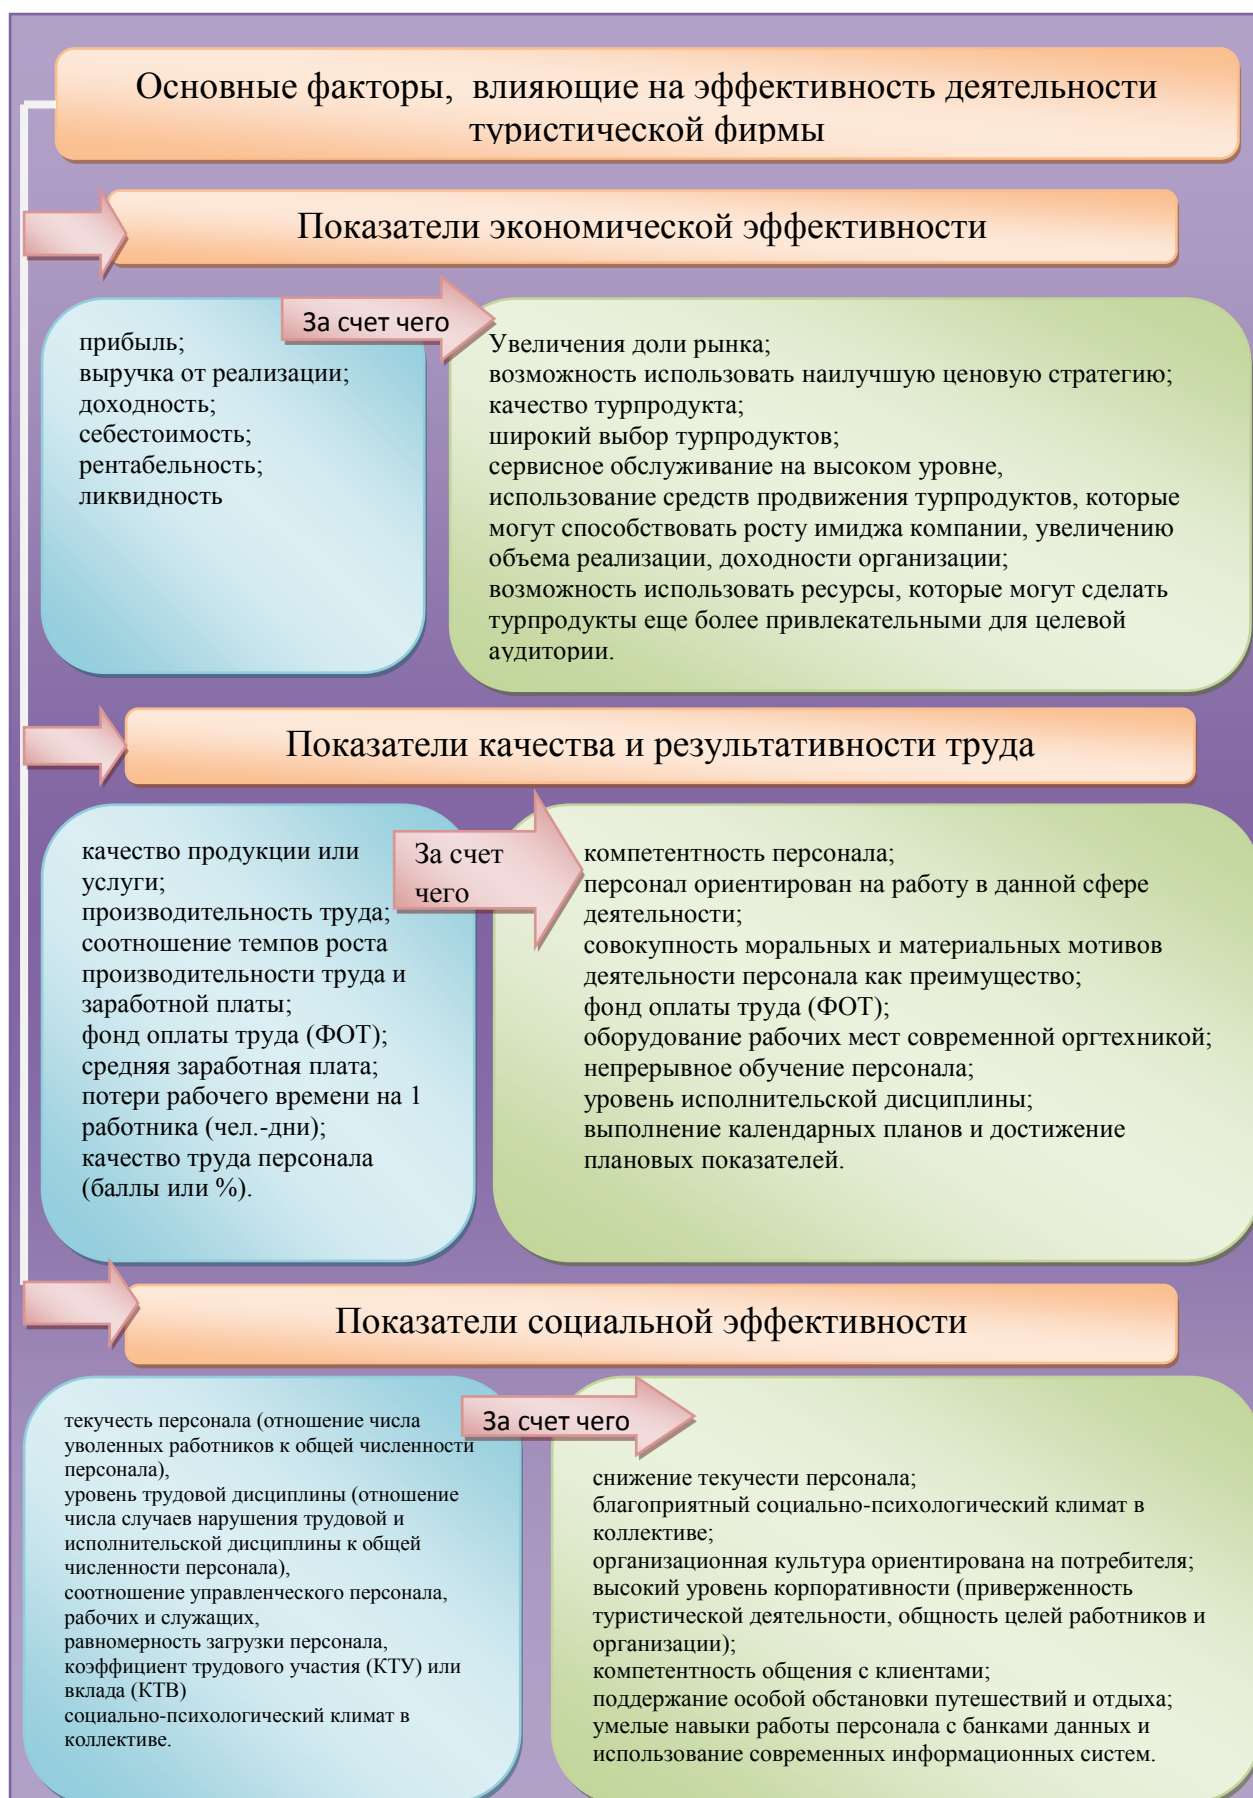 Основные факторы, влияющие на эффективность деятельности
туристической фирмы
Показатели экономической эффективности
прибыль;
выручка от реализации;
доходность;
себестоимость;
рентабельность;
ликвидность
За счет чего
Увеличения доли рынка;
возможность использовать наилучшую ценовую стратегию;
качество турпродукта;
широкий выбор турпродуктов;
сервисное обслуживание на высоком уровне,
использование средств продвижения турпродуктов, которые
могут способствовать росту имиджа компании, увеличению
объема реализации, доходности организации;
возможность использовать ресурсы, которые могут сделать
турпродукты еще более привлекательными для целевой
аудитории.
Показатели качества и результативности труда
качество продукции или
услуги;
производительность труда;
соотношение темпов роста
производительности труда и
заработной платы;
фонд оплаты труда (ФОТ);
средняя заработная плата;
потери рабочего времени на 1
работника (чел.-дни);
качество труда персонала
(баллы или %).
За счет
чего
компетентность персонала;
персонал ориентирован на работу в данной сфере
деятельности;
совокупность моральных и материальных мотивов
деятельности персонала как преимущество;
фонд оплаты труда (ФОТ);
оборудование рабочих мест современной оргтехникой;
непрерывное обучение персонала;
уровень исполнительской дисциплины;
выполнение календарных планов и достижение
плановых показателей.
Показатели социальной эффективности
текучесть персонала (отношение числа
уволенных работников к общей численности
персонала),
уровень трудовой дисциплины (отношение
числа случаев нарушения трудовой и
исполнительской дисциплины к общей
численности персонала),
соотношение управленческого персонала,
рабочих и служащих,
равномерность загрузки персонала,
коэффициент трудового участия (КТУ) или
вклада (КТВ)
социально-психологический климат в
коллективе.
За счет чего
снижение текучести персонала;
благоприятный социально-психологический климат в
коллективе;
организационная культура ориентирована на потребителя;
высокий уровень корпоративности (приверженность
туристической деятельности, общность целей работников и
организации);
компетентность общения с клиентами;
поддержание особой обстановки путешествий и отдыха;
умелые навыки работы персонала с банками данных и
использование современных информационных систем.